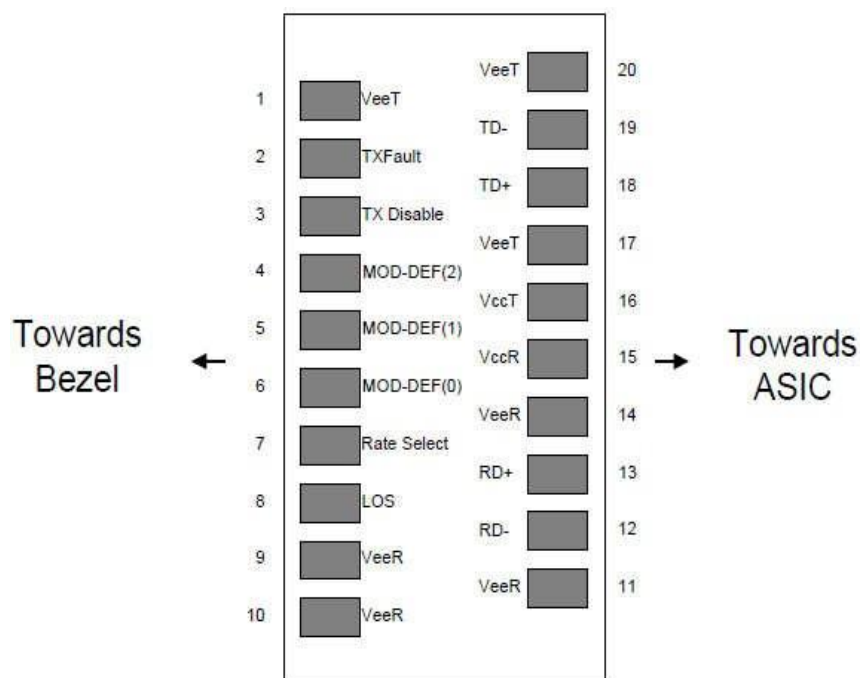 1 VeeT
2 TXFault
3 TX Disable
4 MOD-DEF(2)
5 MOD-DEF(1)
6 MOD-DEF(0)
7 Rate Select
8 LOS
9 VeeR
10 VeeR
VeeT 20
TD- 19
TD+ 18
VeeT 17
VccT 16
VccR 15
VeeR 14
RD+ 13
RD- 12
VeeR 11
Towards
Bezel
Towards
ASIC